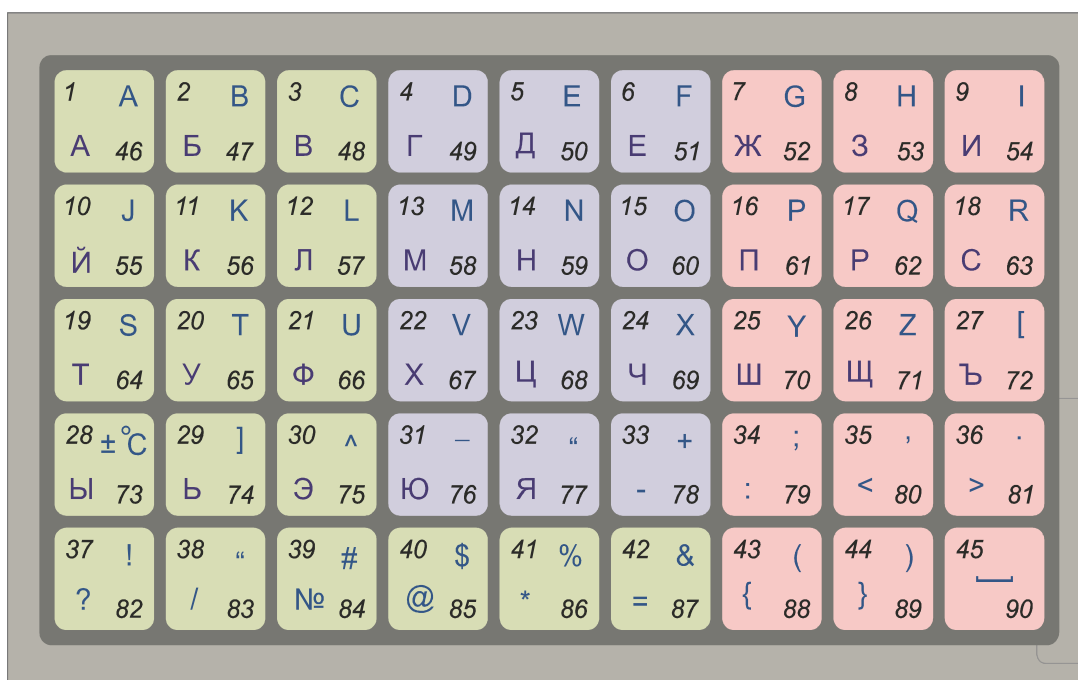 1 A 2 B 3 C 4 D 5 E 6 F 7 G 8 H 9 I
А 46 Б 47 В 48 Г 49 Д 50 Е 51 Ж 52 З 53 И 54
10 J 11 K 12 L 13 M 14 N 15 O 16 P 17 Q 18 R
Й 55 К 56 Л 57 М 58 Н 59 О 60 П 61 Р 62 С 63
19 S 20 T 21 U 22 V 23 W 24 X 25 Y 26 Z 27 [
Т 64 У 65 Ф 66 Х 67 Ц 68 Ч 69 Ш 70 Щ 71 Ъ 72
28 ±°C 29 ] 30 ^ 31 – 32 “ 33 + 34 ; 35 ’ 36 ·
Ы 73 Ь 74 Э 75 Ю 76 Я 77 - 78 : 79 < 80 > 81
37 ! 38 “ 39 # 40 $ 41 % 42 & 43 ( 44 ) 45 ⎵
? 82 / 83 № 84 @ 85 * 86 = 87 { 88 } 89 90